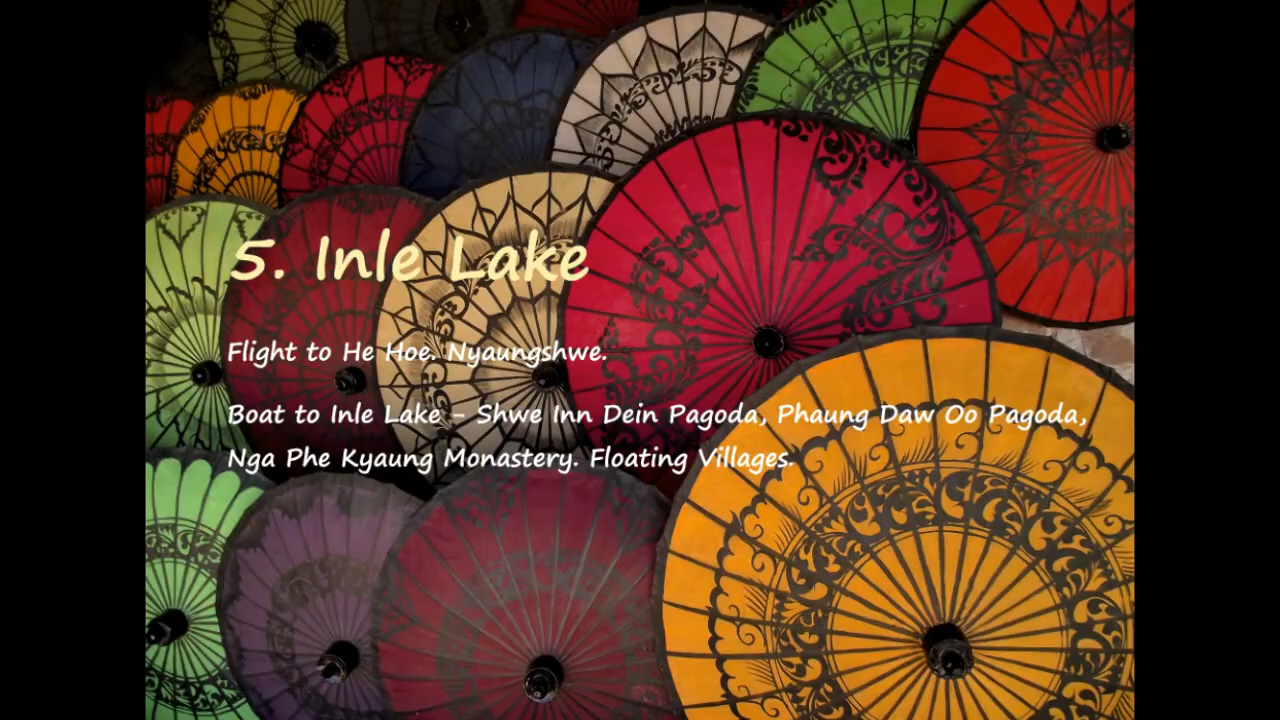 5. Inle Lake
Flight to He Hoe. Nyaungshwe.
Boat to Inle Lake - Shwe Inn Dein Pagoda, Phaung Daw Oo Pagoda,
Nga Phe Kyaung Monastery. Floating Villages.